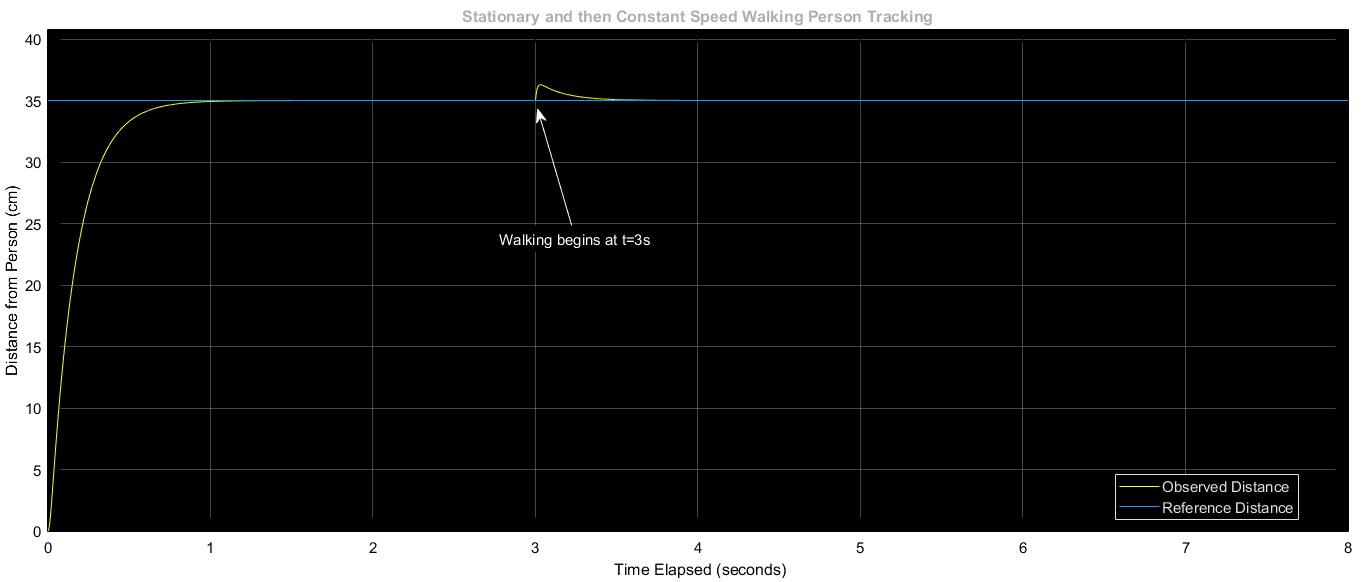 Stationary and then Constant Speed Walking Person Tracking
40
35
30
25
20
15
10
5
0
Distance from Person (cm)
Walking begins at t=3s
Observed Distance
Reference Distance
0 1 2 3 4 5 6 7 8
Time Elapsed (seconds)